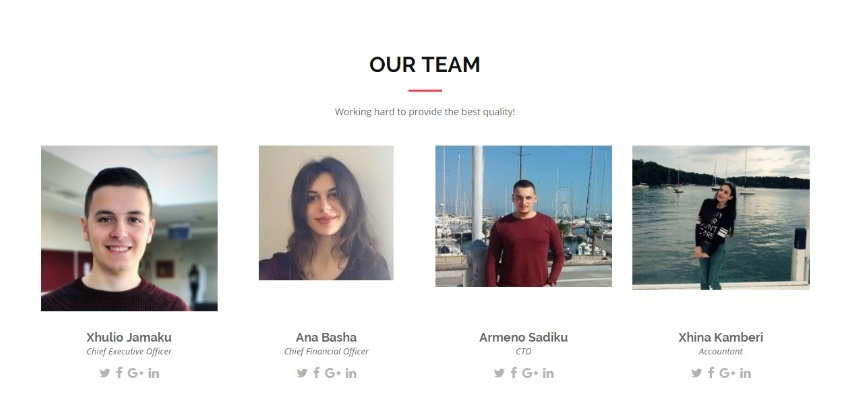 OUR TEAM
Working hard to provide the best quality!
Xhulio Jamaku
Chief Executive Officer
Ana Basha
Chief Financial Officer
Armeno Sadiku
CTO
Xhina Kamberi
Accountant